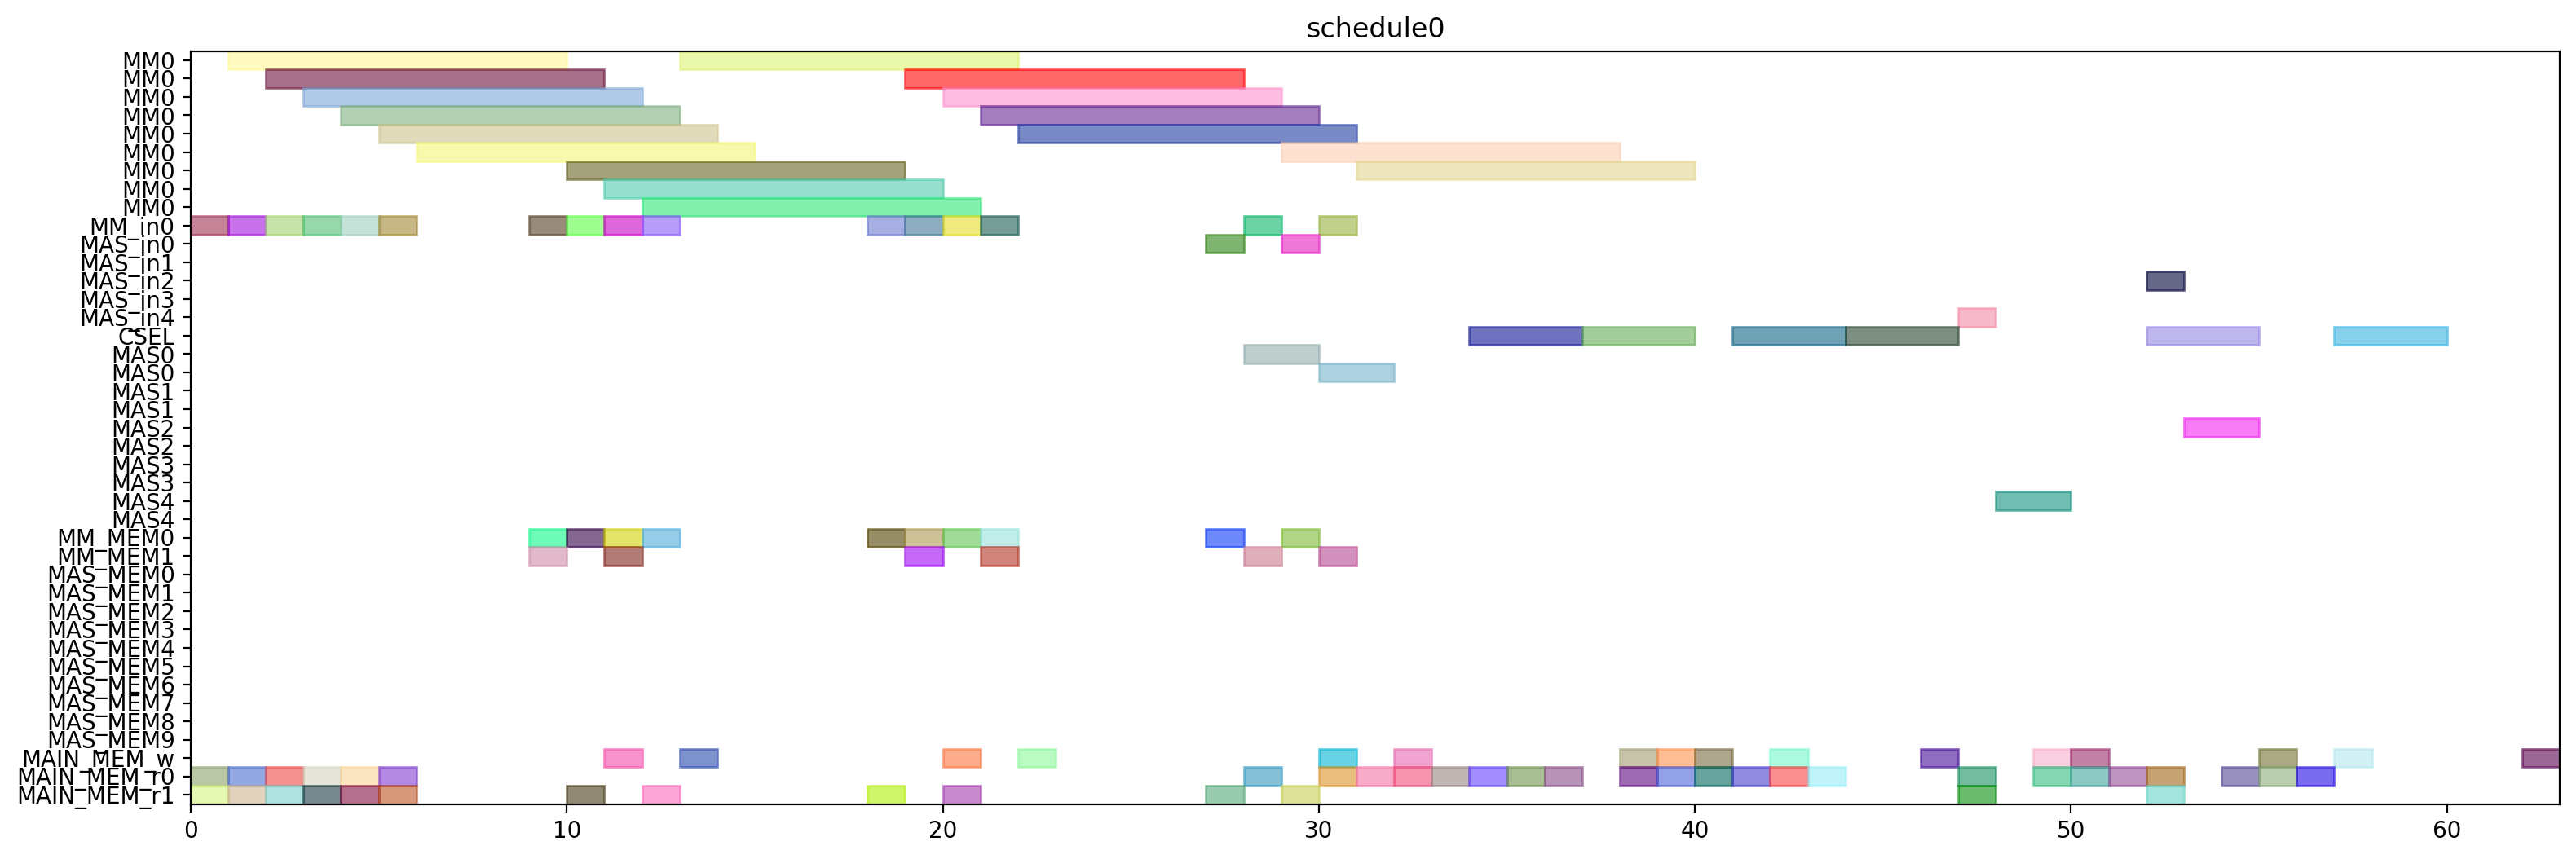 schedule0
MM0
MM0
MM0
MM0
MM0
MM0
MM0
MM0
MM0
MM_in0
MAS_in0
MAS_in1
MAS_in2
MAS_in3
MAS_in4
CSEL
MAS0
MAS0
MAS1
MAS1
MAS2
MAS2
MAS3
MAS3
MAS4
MAS4
MM_MEM0
MM_MEM1
MAS_MEM0
MAS_MEM1
MAS_MEM2
MAS_MEM3
MAS_MEM4
MAS_MEM5
MAS_MEM6
MAS_MEM7
MAS_MEM8
MAS_MEM9
MAIN_MEM_w
MAIN_MEM_r0
MAIN_MEM_r1
0 10 20 30 40 50 60